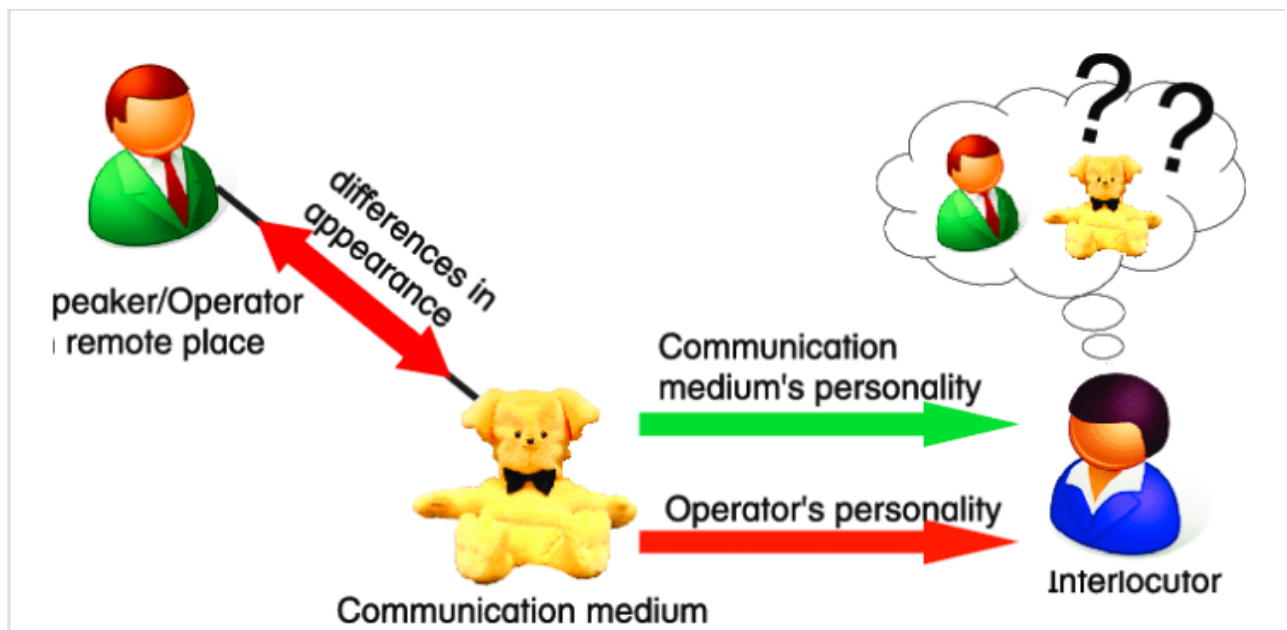 differences in
appearance
peaker/Operator
remote place
Communication
medium's personality
Operator's personality
Interlocutor
Communication medium
? ?